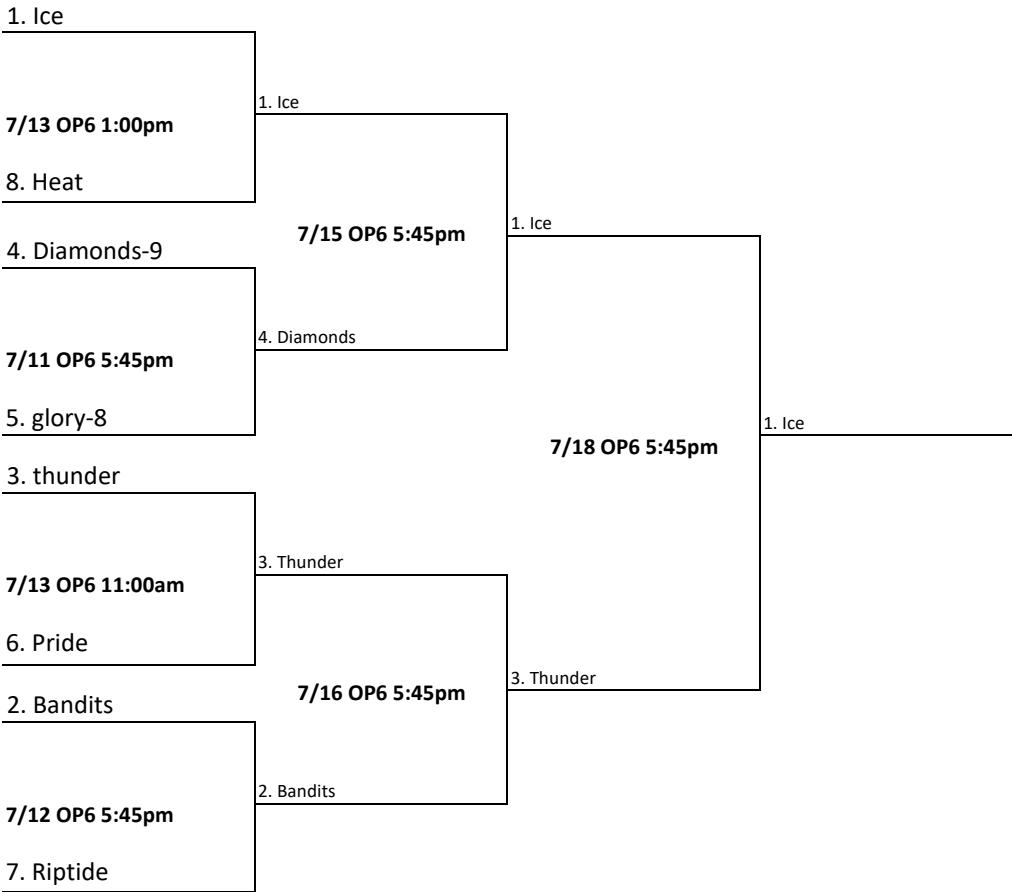 1. Ice
1. Ice
7/13 OP6 1:00pm
8. Heat
1. Ice
7/15 OP6 5:45pm
4. Diamonds-9
4. Diamonds
7/11 OP6 5:45pm
5. glory-8
1. Ice
7/18 OP6 5:45pm
3. thunder
3. Thunder
7/13 OP6 11:00am
6. Pride
3. Thunder
7/16 OP6 5:45pm
2. Bandits
2. Bandits
7/12 OP6 5:45pm
7. Riptide